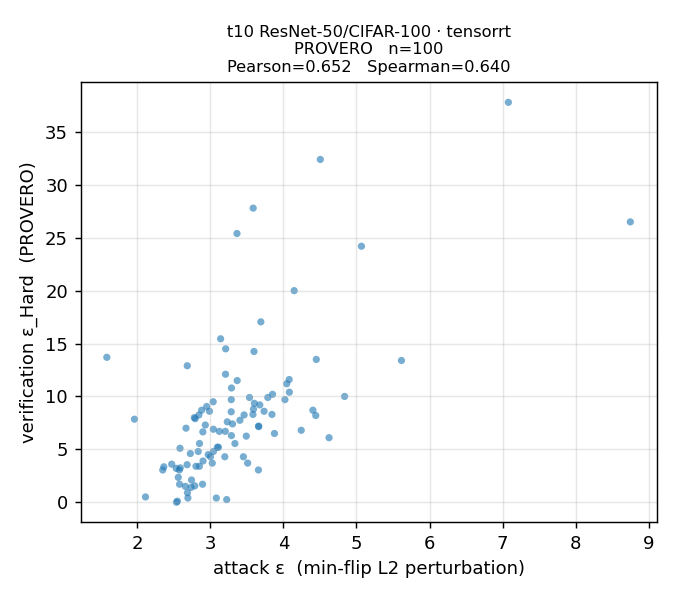 t10 ResNet-50/CIFAR-100 · tensorrt
PROVERO   n=100
Pearson=0.652   Spearman=0.640
verification ε_Hard  (PROVERO)
35
30
25
20
15
10
5
0
2 3 4 5 6 7 8 9
attack ε  (min-flip L2 perturbation)